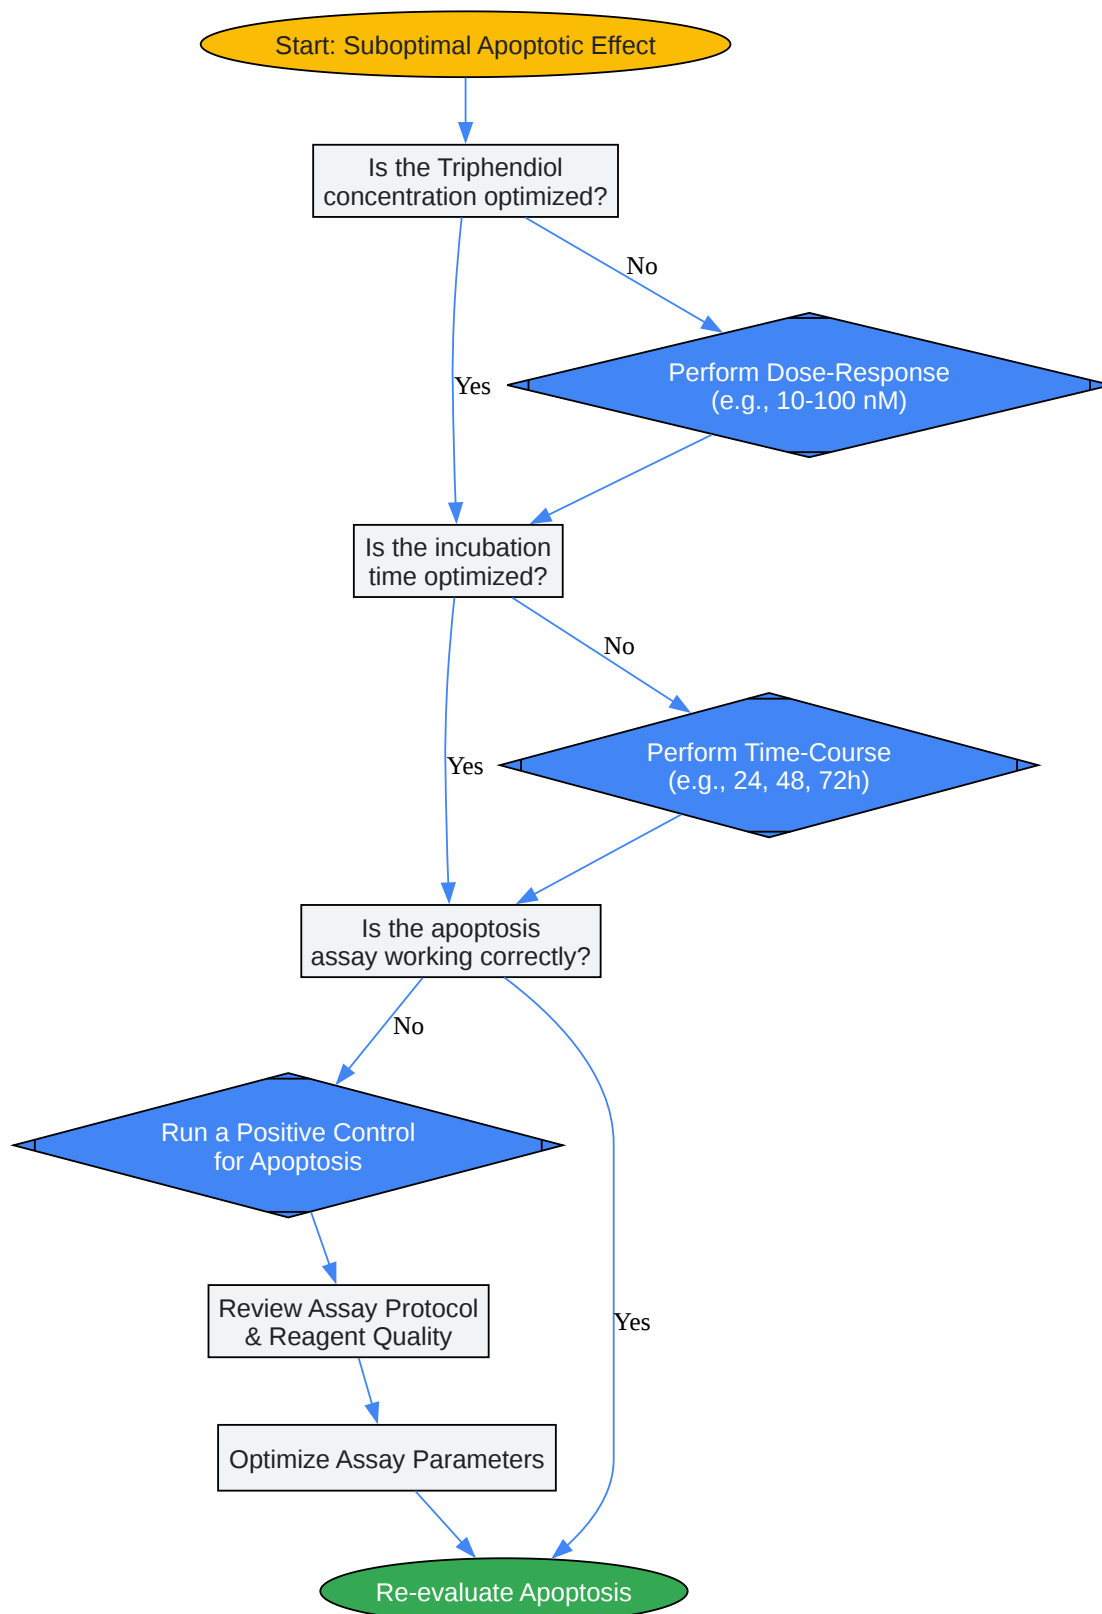 Start: Suboptimal Apoptotic Effect
Is the Triphendiol
concentration optimized?
No
Yes
Perform Dose-Response
(e.g., 10-100 nM)
Is the incubation
time optimized?
No
Yes
Perform Time-Course
(e.g., 24, 48, 72h)
Is the apoptosis
assay working correctly?
No
Run a Positive Control
for Apoptosis
Review Assay Protocol
& Reagent Quality
Yes
Optimize Assay Parameters
Re-evaluate Apoptosis